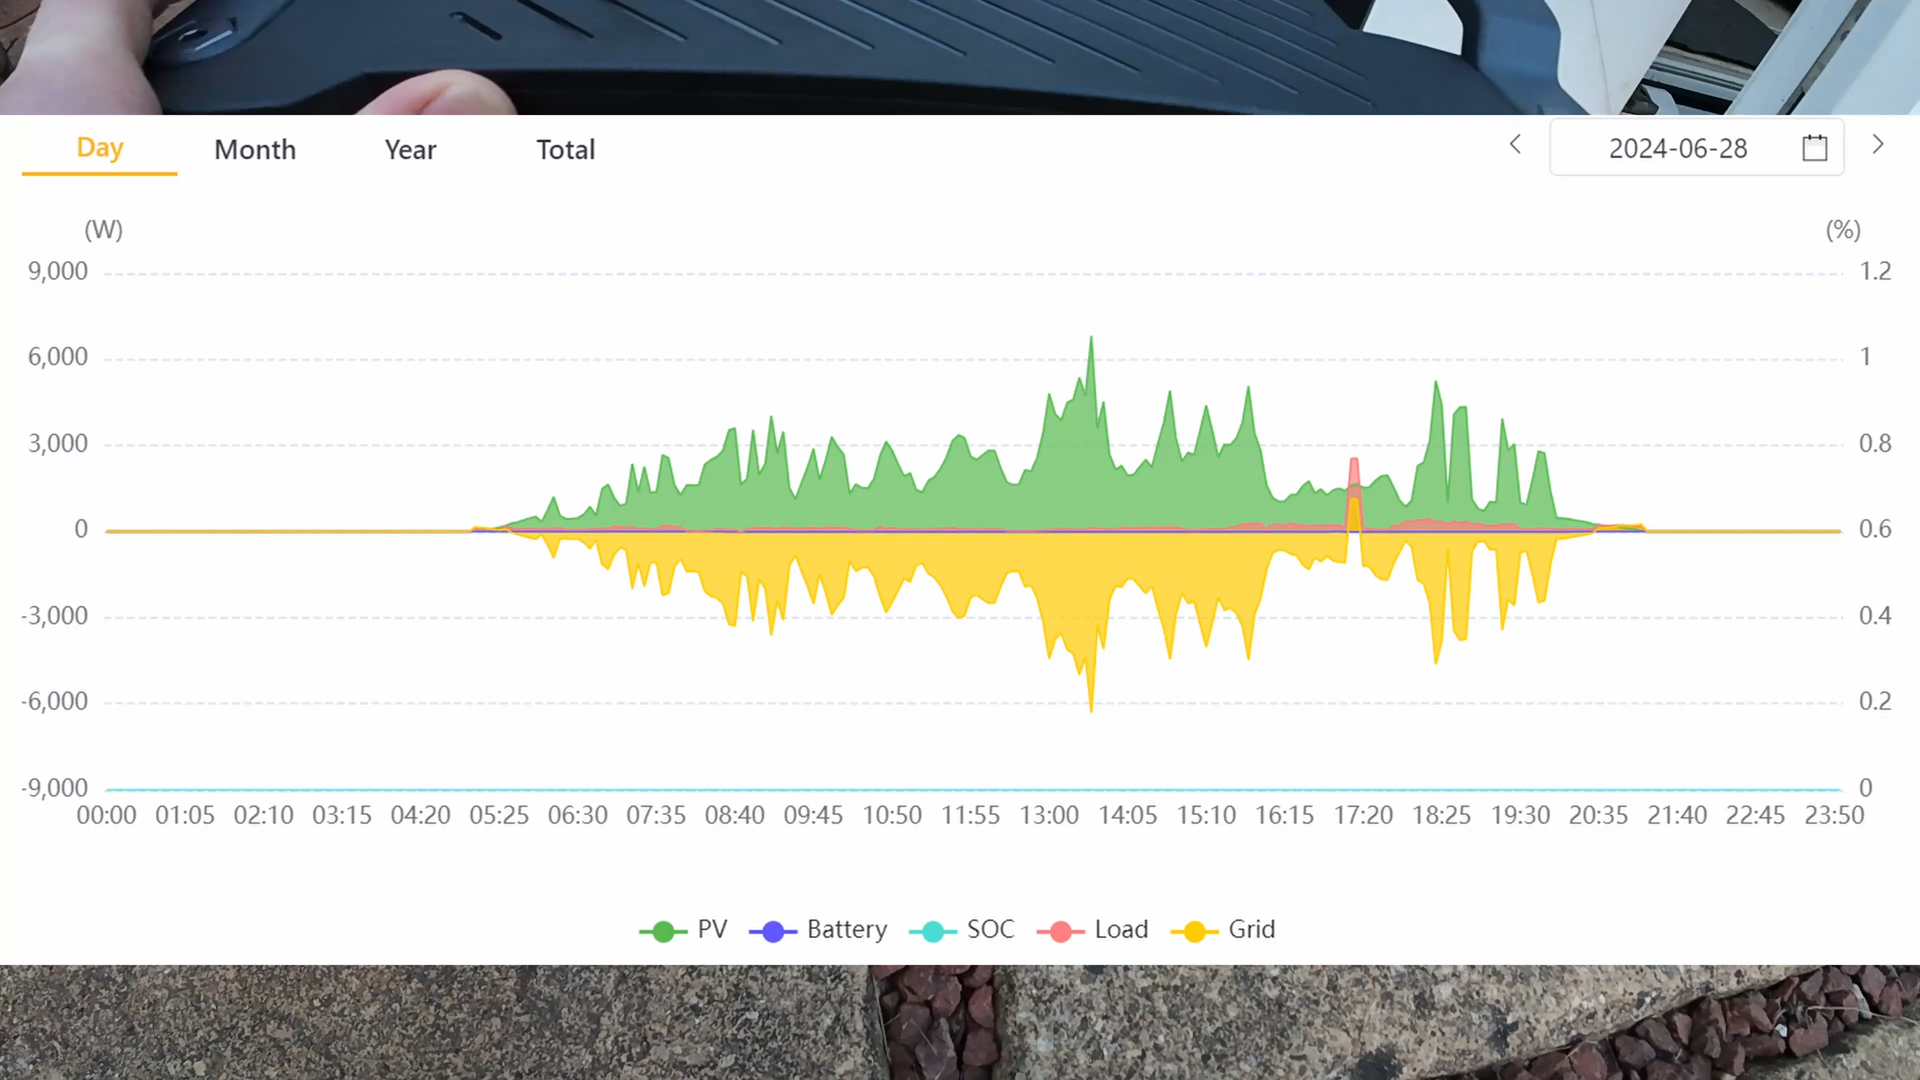 Day Month Year Total 2024-06-28
(W) (%)
9,000 1.2
6,000 1
3,000 0.8
0 0.6
-3,000 0.4
-6,000 0.2
-9,000 0
00:00 01:05 02:10 03:15 04:20 05:25 06:30 07:35 08:40 09:45 10:50 11:55 13:00 14:05 15:10 16:15 17:20 18:25 19:30 20:35 21:40 22:45 23:50
PV Battery SOC Load Grid